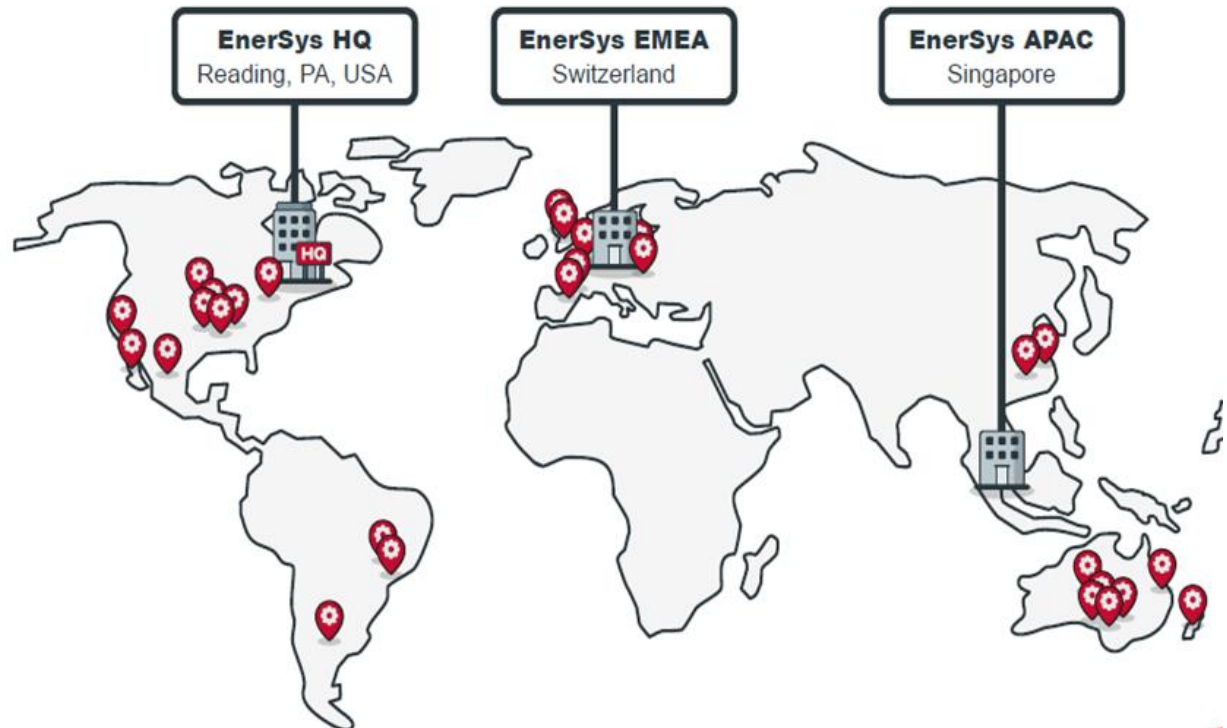 EnerSys HQ
Reading, PA, USA
EnerSys EMEA
Switzerland
EnerSys APAC
Singapore
HQ